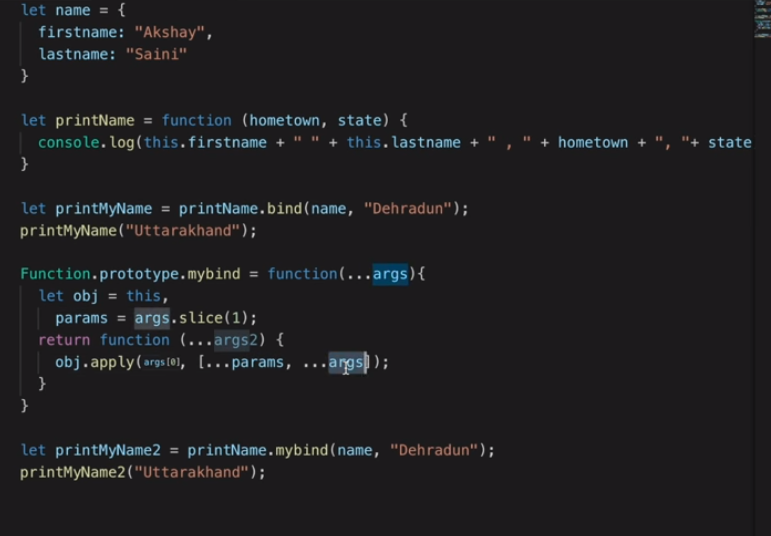 let name = {
  firstname: "Akshay",
  lastname: "Saini"
}
let printName = function (hometown, state) {
  console.log(this.firstname + " " + this.lastname + " , " + hometown + ", "+ state
}
let printMyName = printName.bind(name, "Dehradun");
printMyName("Uttarakhand");
Function.prototype.mybind = function(...args){
  let obj = this,
    params = args.slice(1);
  return function (...args2) {
    obj.apply(args[0], [...params, ...args]);
  }
}
let printMyName2 = printName.mybind(name, "Dehradun");
printMyName2("Uttarakhand");